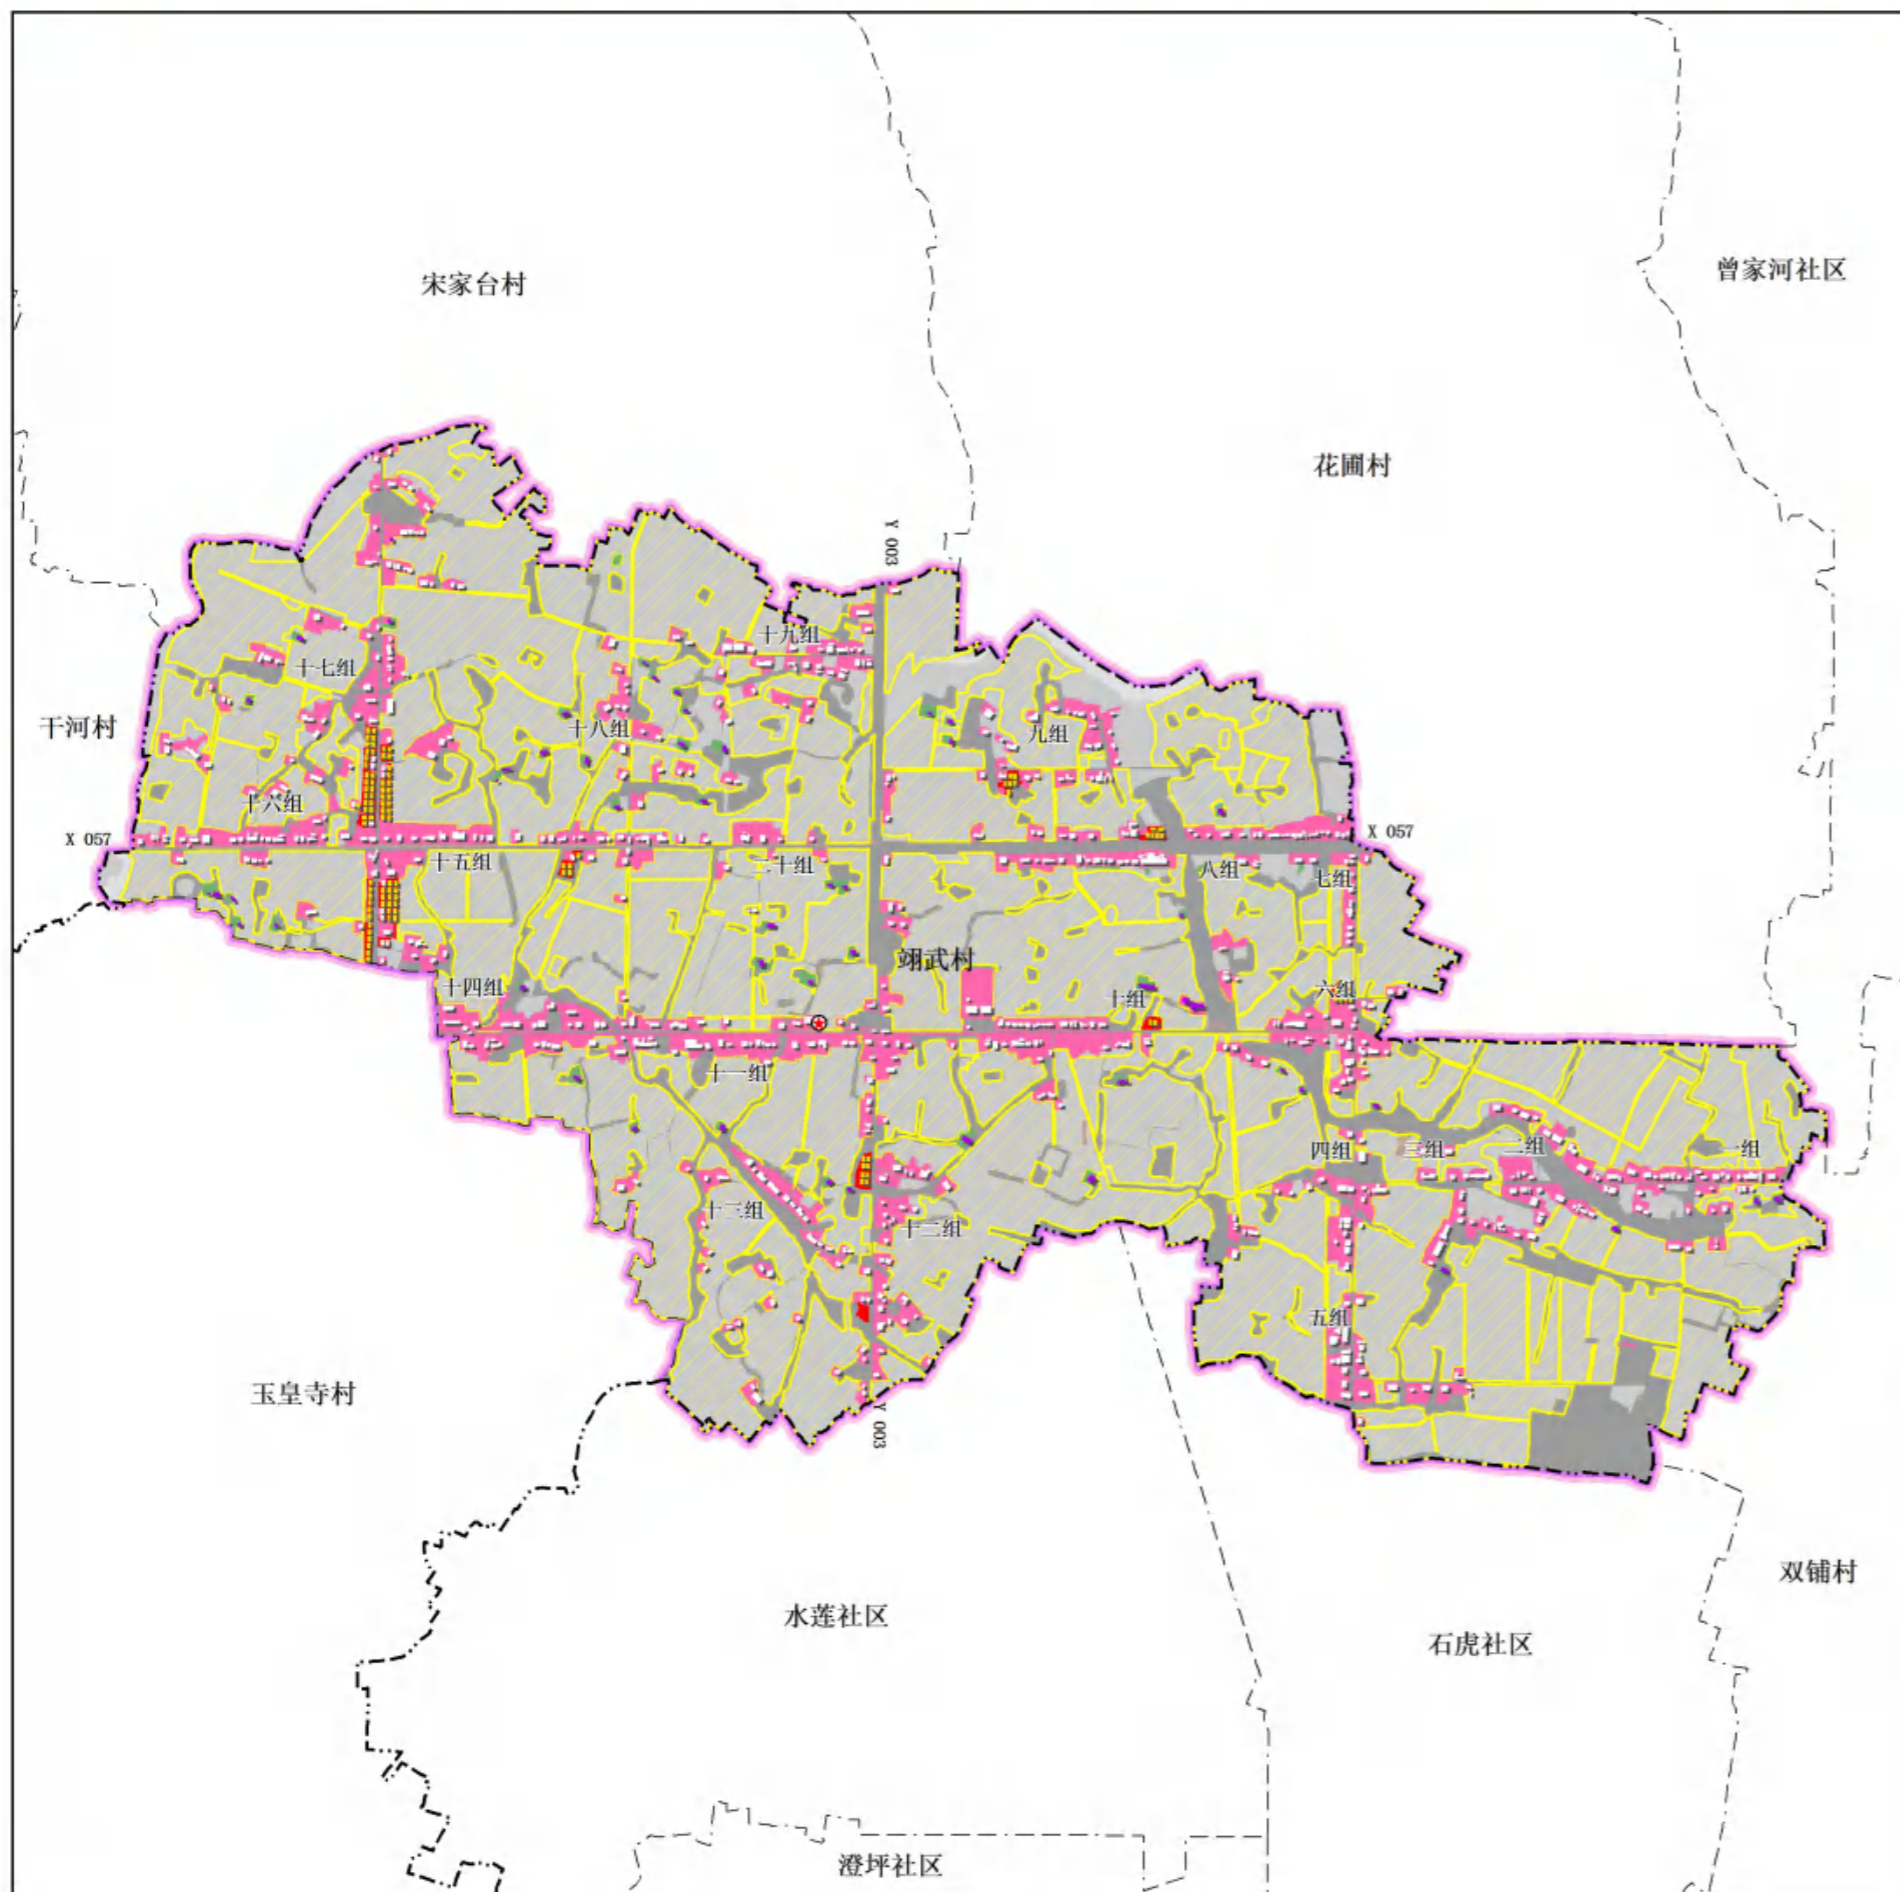 宋家台村
曾家河社区
花圃村
Y 003
十九组
十七组
干河村
十八组
九组
十六组
X 057
X 057
十五组
二十组
八组
七组
翊武村
十四组
十组
六组
十一组
四组
三组
二组
一组
十三组
十二组
五组
玉皇寺村
Y 003
双铺村
水莲社区
石虎社区
澄坪社区